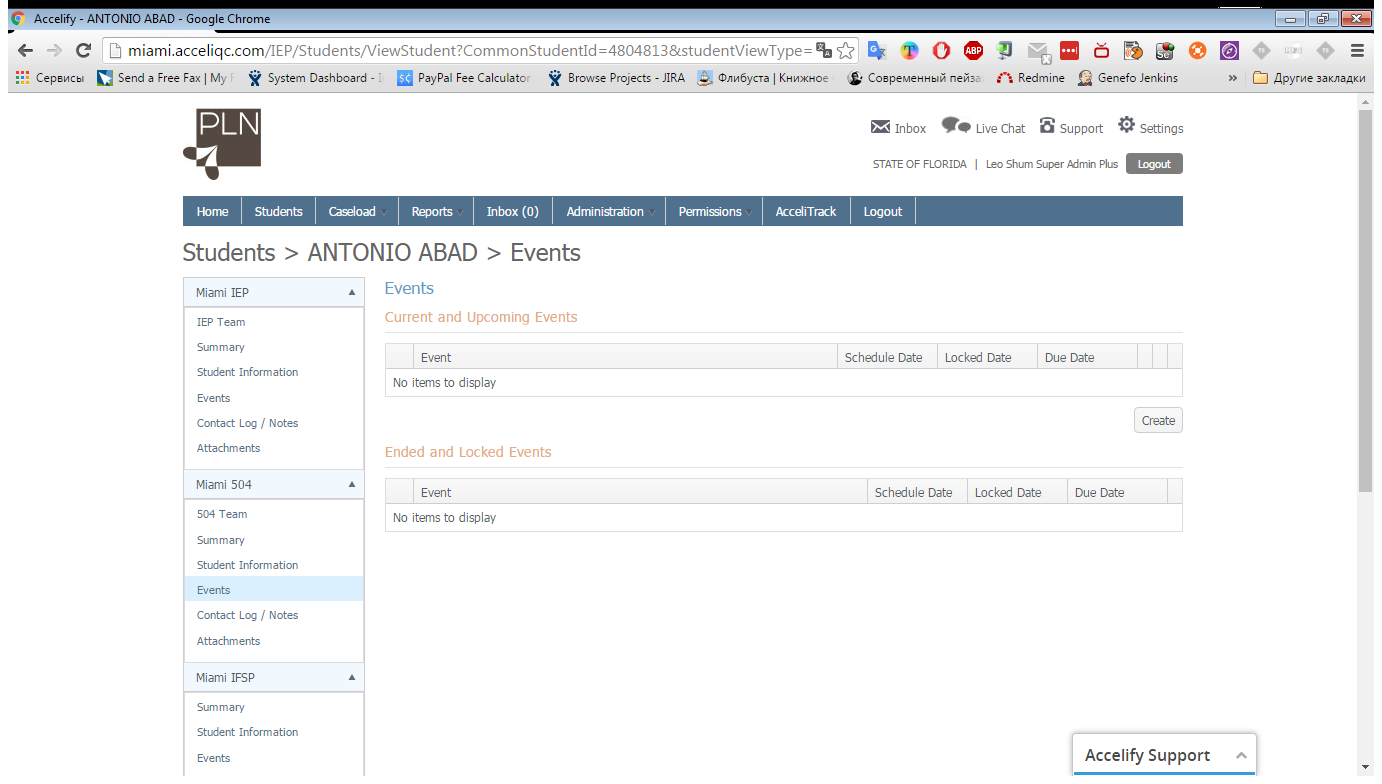 Accelify - ANTONIO ABAD - Google Chrome
miami.acceliqc.com/IEP/Students/ViewStudent?CommonStudentId=4804813&studentViewType=
ABP
Сервисы Send a Free Fax | My F System Dashboard - I PayPal Fee Calculator Browse Projects - JIRA Флибуста | Книжное Современный пейза Redmine Genefo Jenkins » Другие закладки
PLN
Inbox Live Chat Support Settings
STATE OF FLORIDA | Leo Shum Super Admin Plus Logout
Home Students Caseload Reports Inbox (0) Administration Permissions AcceliTrack Logout
Students > ANTONIO ABAD > Events
Miami IEP
IEP Team
Summary
Student Information
Events
Contact Log / Notes
Attachments
Miami 504
504 Team
Summary
Student Information
Events
Contact Log / Notes
Attachments
Miami IFSP
Summary
Student Information
Events
Events
Current and Upcoming Events
Event Schedule Date Locked Date Due Date
No items to display
Create
Ended and Locked Events
Event Schedule Date Locked Date Due Date
No items to display
Accelify Support